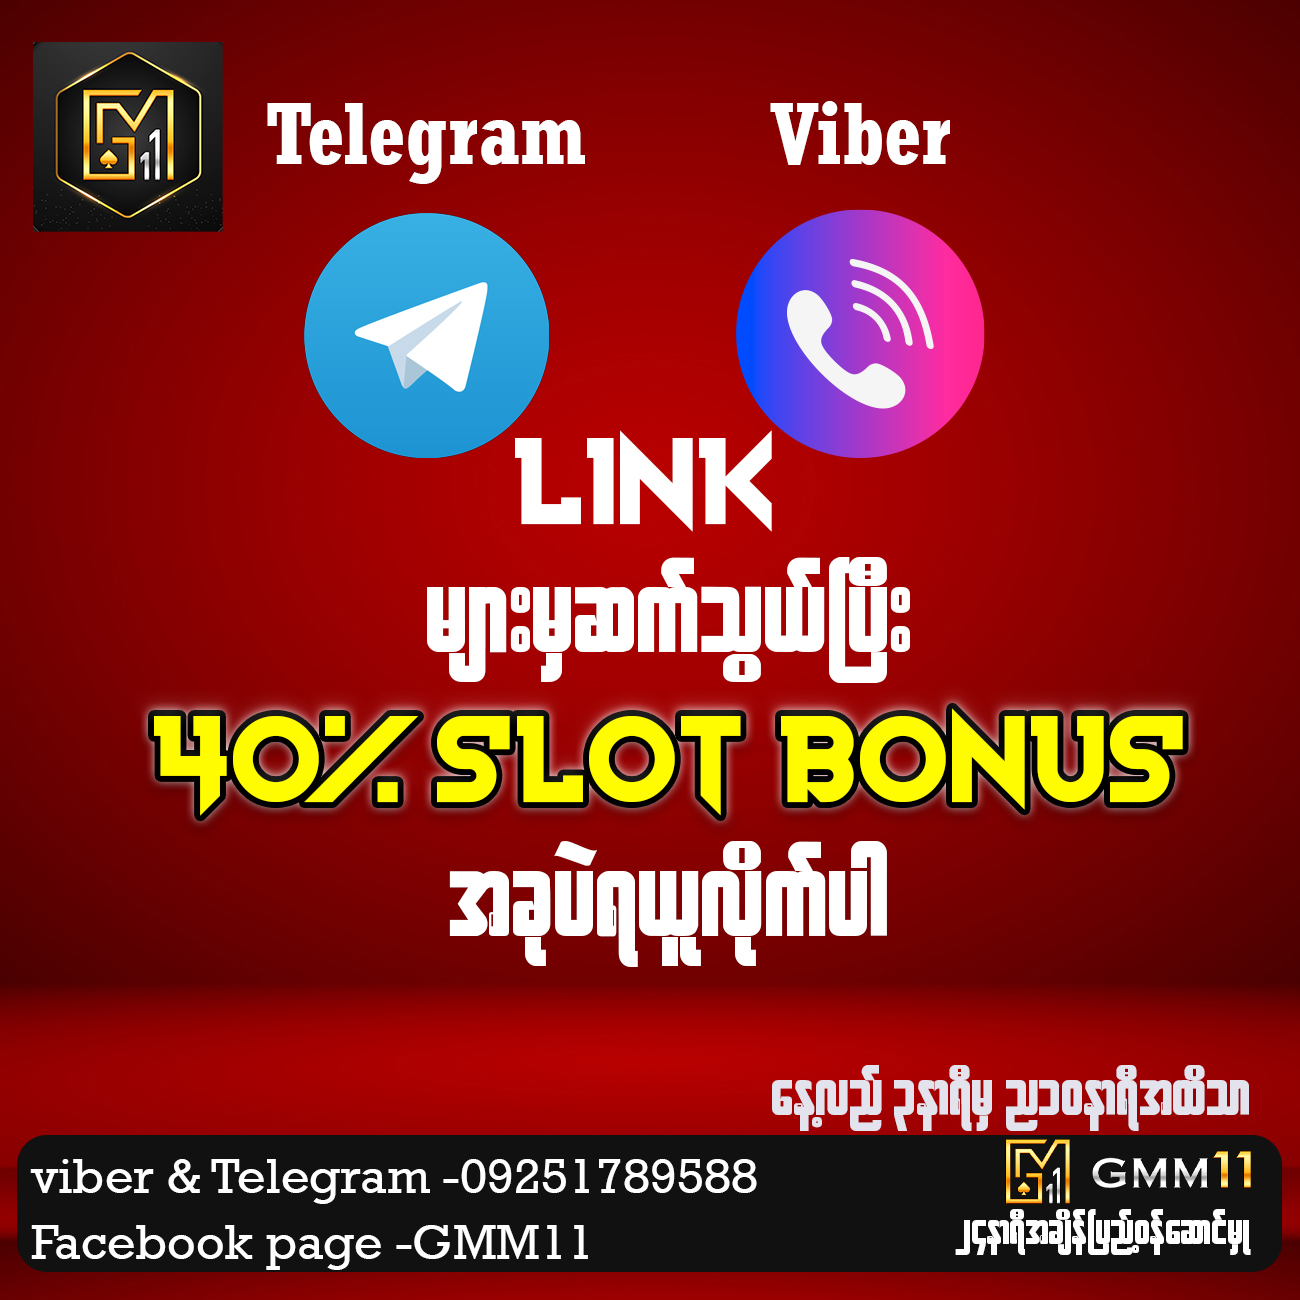 GM11
Telegram
Viber
LINK
များမှဆက်သွယ်ပြီး
40% SLOT BONUS
အခုပဲရယူလိုက်ပါ
နေ့လည် ၃နာရီမှ ည၁၀နာရီအထိသာ
viber & Telegram -09251789588
Facebook page -GMM11
GM11 GMM11
၂၄နာရီအချိန်ပြည့်ဝန်ဆောင်မှု